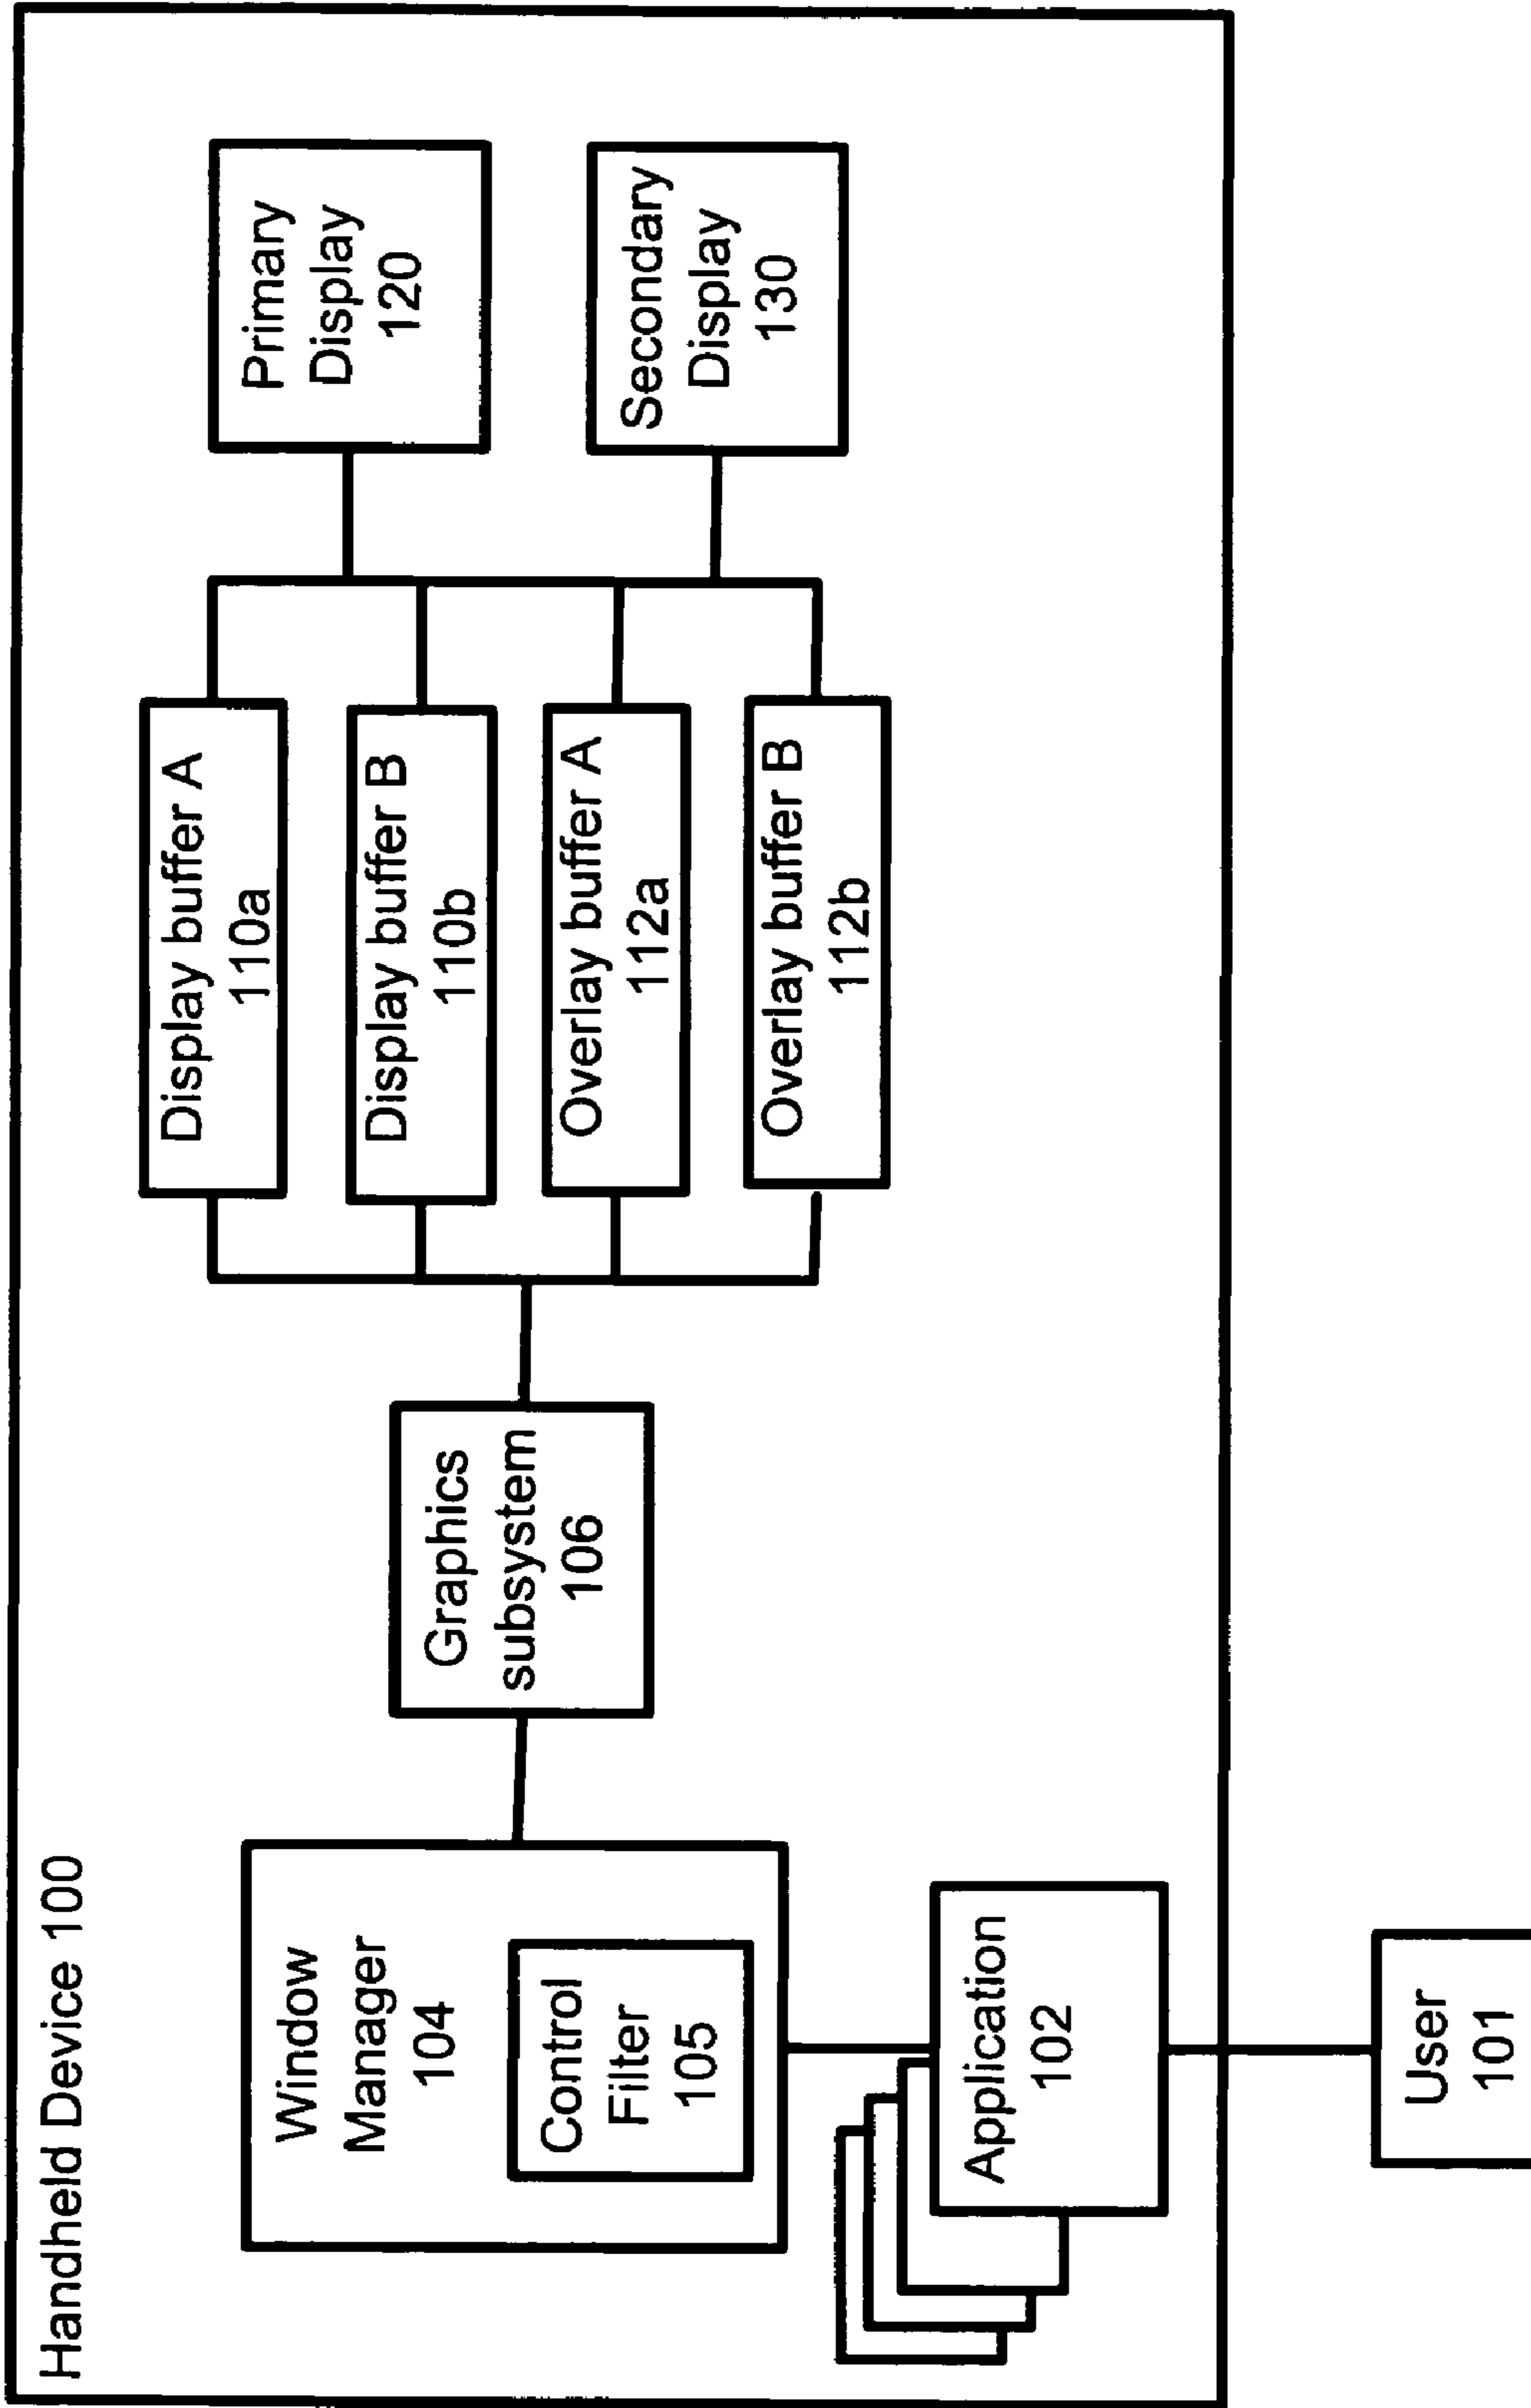 Handheld Device 100
Window
Manager
104
Control
Filter
105
Application
102
User
101
Graphics
subsystem
106
Display buffer A
110a
Display buffer B
110b
Overlay buffer A
112a
Overlay buffer B
112b
Primary
Display
120
Secondary
Display
130